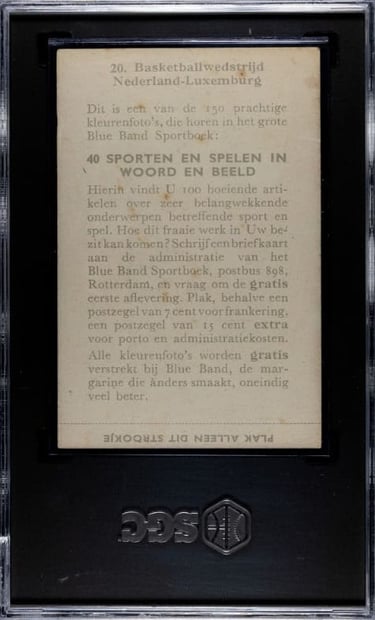 20. Basketballwedstrijd
Nederland-Luxemburg
Dit is een van de 150 prachtige
kleurenfoto's, die horen in het grote
Blue Band Sportboek:
40 SPORTEN EN SPELEN IN
WOORD EN BEELD
Hierin vindt U 100 boeiende arti-
kelen over zeer belangwekkende
onderwerpen betreffende sport en
spel. Hoe dit fraaie werk in Uw be-
zit kan komen? Schrijf een briefkaart
aan de administratie van het
Blue Band Sportboek, postbus 898,
Rotterdam, en vraag om de gratis
eerste aflevering. Plak, behalve een
postzegel van 7 cent voor frankering,
een postzegel van 15 cent extra
voor porto en administratiekosten.
Alle kleurenfoto's worden gratis
verstrekt bij Blue Band, de mar-
garine die ànders smaakt, oneindig
veel beter.
PLAK ALLEEN DIT STROOKJE
SGC